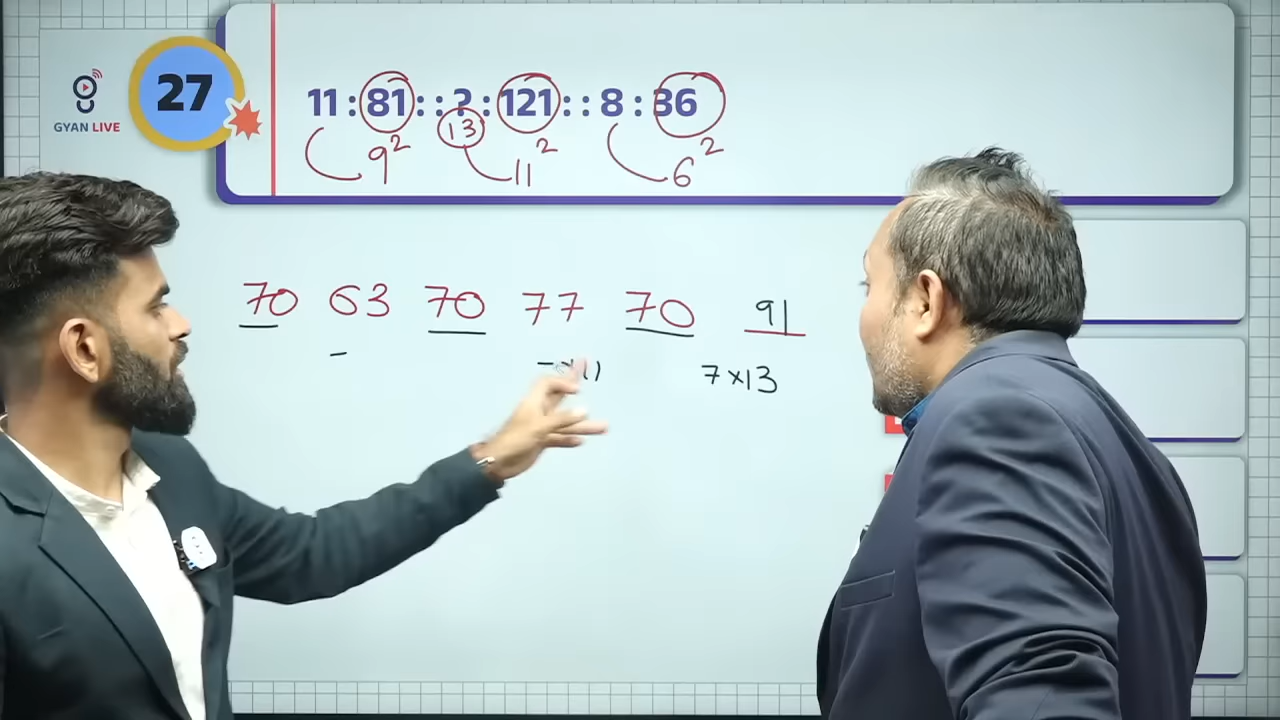 27
GYAN LIVE
11 : 81 : : ? : 121 : : 8 : 36
13
9²  11²  6²
70 63 70 77 70 91
7×13